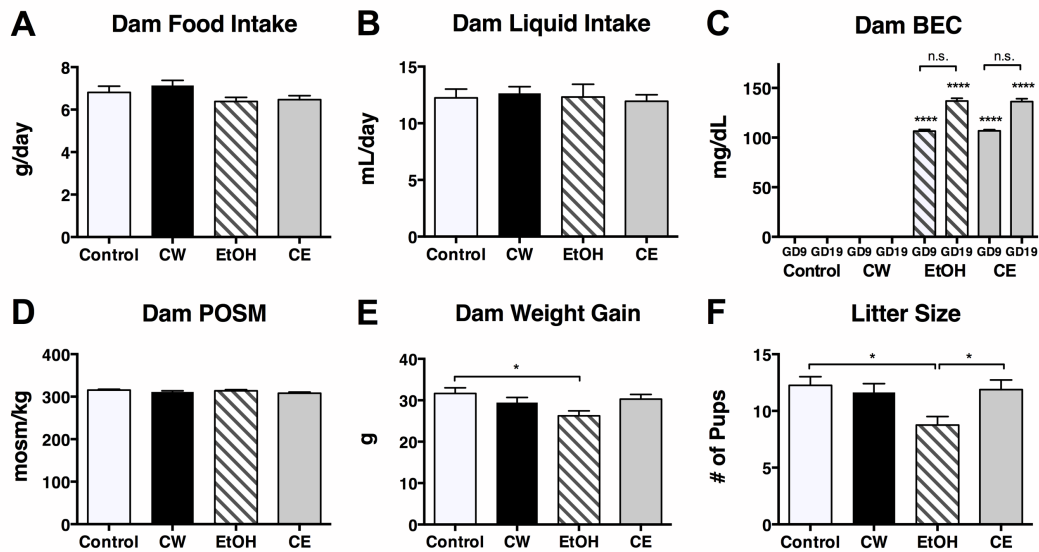 A Dam Food Intake
g/day
8
6
4
2
0
Control CW EtOH CE
B Dam Liquid Intake
mL/day
15
10
5
0
Control CW EtOH CE
C Dam BEC
mg/dL
150
100
50
0
n.s. n.s.
**** **** **** ****
GD9 GD19 GD9 GD19 GD9 GD19 GD9 GD19
Control CW EtOH CE
D Dam POSM
mosm/kg
400
300
200
100
0
Control CW EtOH CE
E Dam Weight Gain
g
40
30
20
10
0
*
Control CW EtOH CE
F Litter Size
# of Pups
15
10
5
0
* *
Control CW EtOH CE